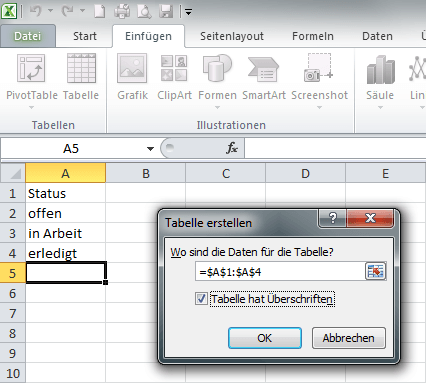 Datei Start Einfügen Seitenlayout Formeln Daten
PivotTable Tabelle Grafik ClipArt Formen SmartArt Screenshot Säule
Tabellen Illustrationen
A5 fx
A B C D E
1 Status
2 offen
3 in Arbeit
4 erledigt
5
6
7
8
9
10
Tabelle erstellen
Wo sind die Daten für die Tabelle?
=$A$1:$A$4
Tabelle hat Überschriften
OK Abbrechen